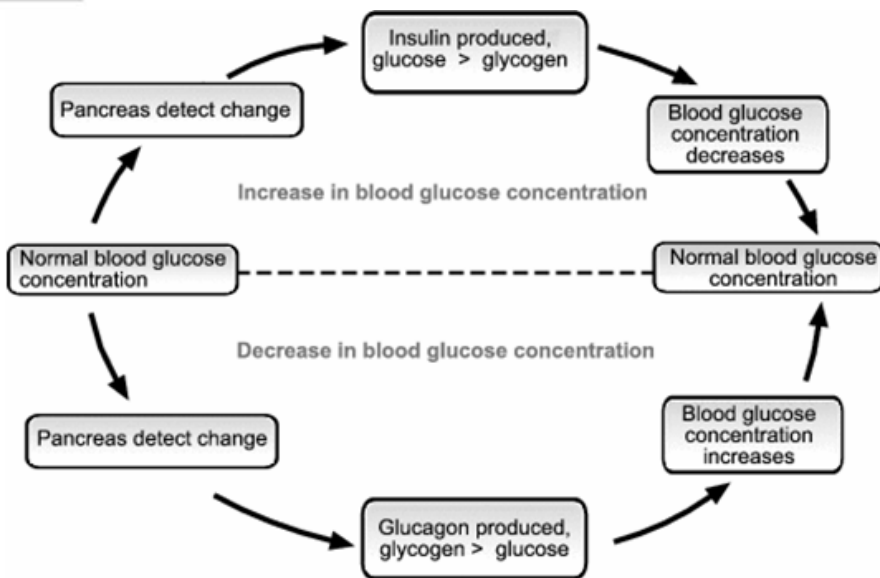 Insulin produced,
glucose > glycogen
Pancreas detect change
Blood glucose
concentration
decreases
Increase in blood glucose concentration
Normal blood glucose
concentration
Normal blood glucose
concentration
Decrease in blood glucose concentration
Pancreas detect change
Blood glucose
concentration
increases
Glucagon produced,
glycogen > glucose